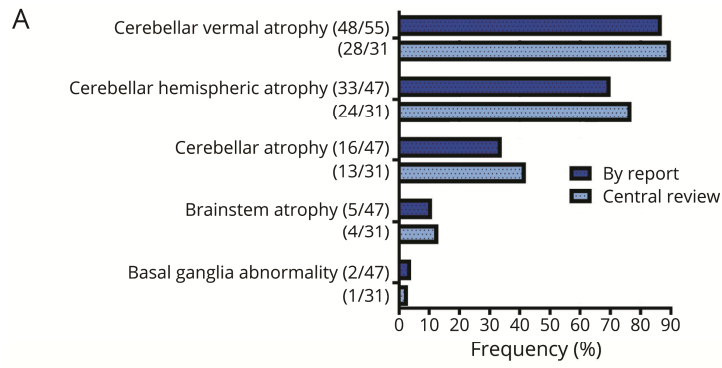 A
Cerebellar vermal atrophy (48/55)
(28/31
Cerebellar hemispheric atrophy (33/47)
(24/31)
Cerebellar atrophy (16/47)
(13/31)
By report
Central review
Brainstem atrophy (5/47)
(4/31)
Basal ganglia abnormality (2/47)
(1/31)
0 10 20 30 40 50 60 70 80 90
Frequency (%)